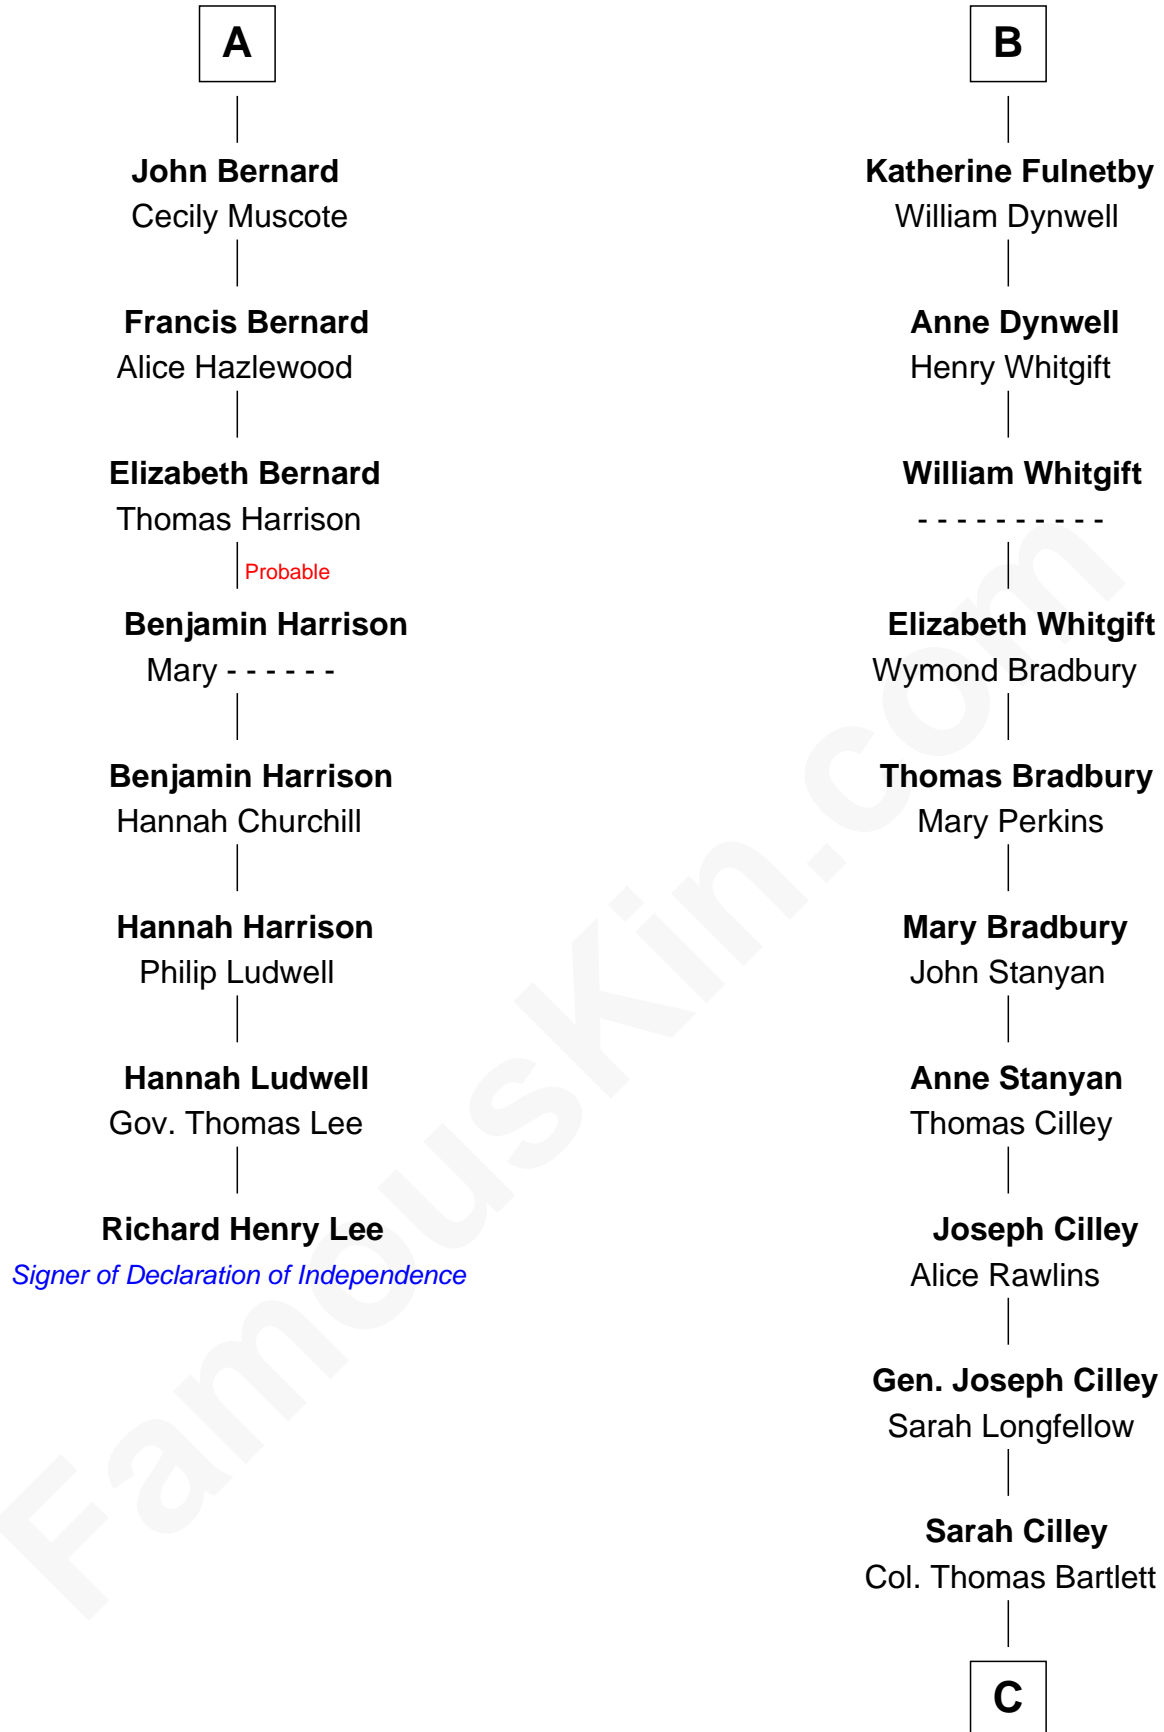 A
John Bernard
Cecily Muscote
Francis Bernard
Alice Hazlewood
Elizabeth Bernard
Thomas Harrison
Probable
Benjamin Harrison
Mary - - - - - -
Benjamin Harrison
Hannah Churchill
Hannah Harrison
Philip Ludwell
Hannah Ludwell
Gov. Thomas Lee
Richard Henry Lee
Signer of Declaration of Independence
B
Katherine Fulnetby
William Dynwell
Anne Dynwell
Henry Whitgift
William Whitgift
- - - - - - - - - -
Elizabeth Whitgift
Wymond Bradbury
Thomas Bradbury
Mary Perkins
Mary Bradbury
John Stanyan
Anne Stanyan
Thomas Cilley
Joseph Cilley
Alice Rawlins
Gen. Joseph Cilley
Sarah Longfellow
Sarah Cilley
Col. Thomas Bartlett
C
FamousKin.com